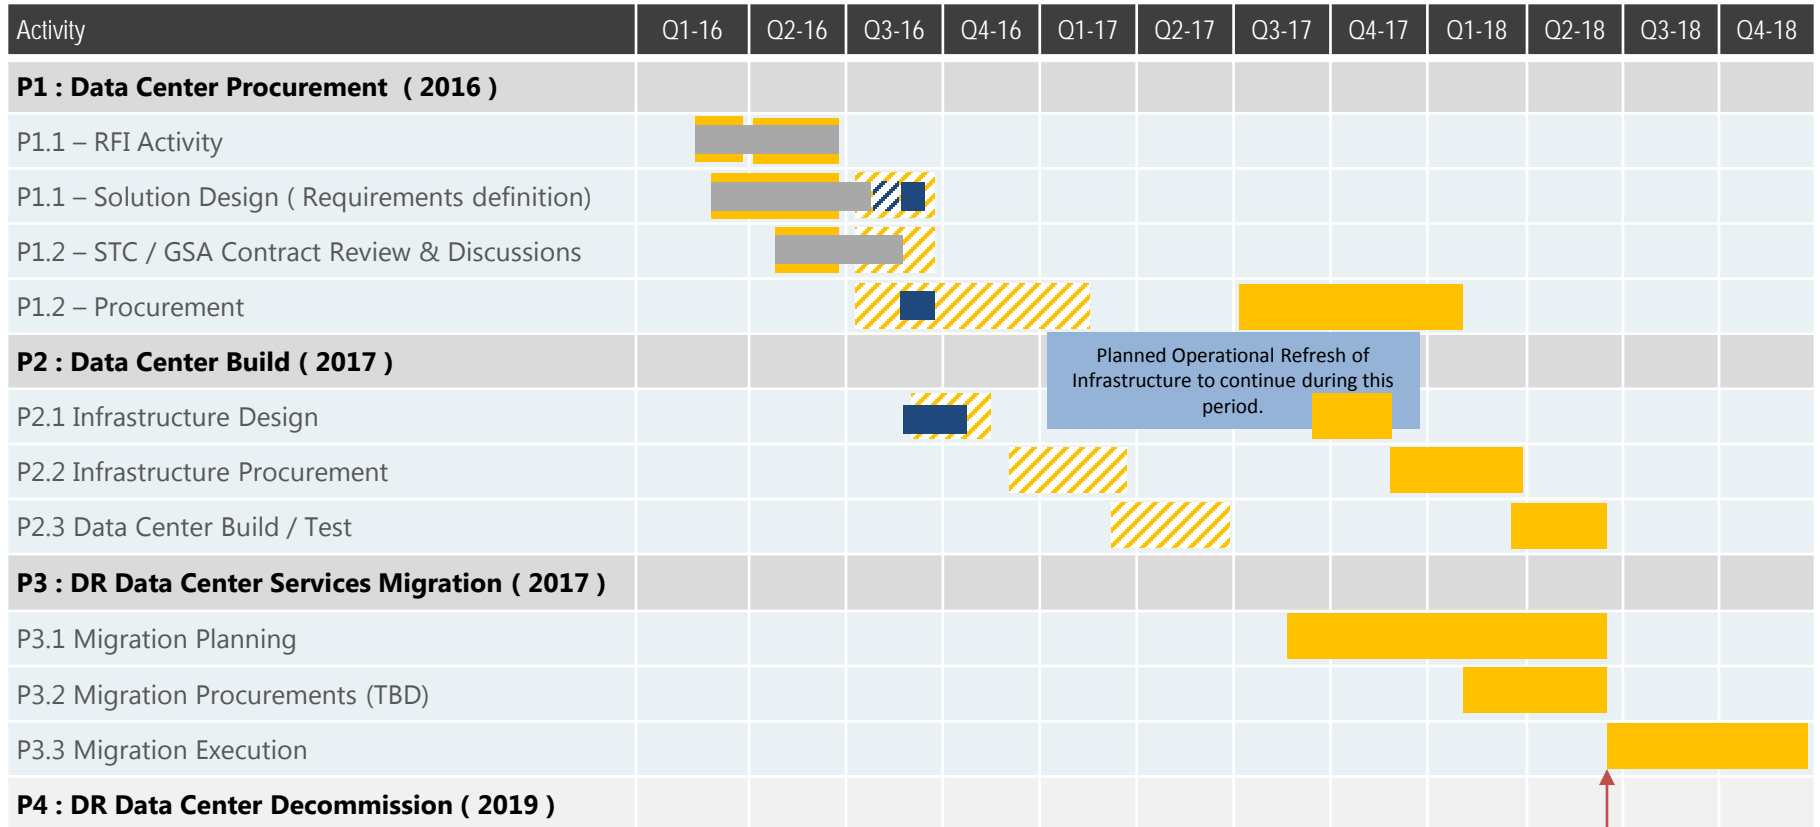 Activity Q1-16 Q2-16 Q3-16 Q4-16 Q1-17 Q2-17 Q3-17 Q4-17 Q1-18 Q2-18 Q3-18 Q4-18
P1 : Data Center Procurement ( 2016 )
P1.1 – RFI Activity
P1.1 – Solution Design ( Requirements definition)
P1.2 – STC / GSA Contract Review & Discussions
P1.2 – Procurement
P2 : Data Center Build ( 2017 )
Planned Operational Refresh of
Infrastructure to continue during this
period.
P2.1 Infrastructure Design
P2.2 Infrastructure Procurement
P2.3 Data Center Build / Test
P3 : DR Data Center Services Migration ( 2017 )
P3.1 Migration Planning
P3.2 Migration Procurements (TBD)
P3.3 Migration Execution
P4 : DR Data Center Decommission ( 2019 )